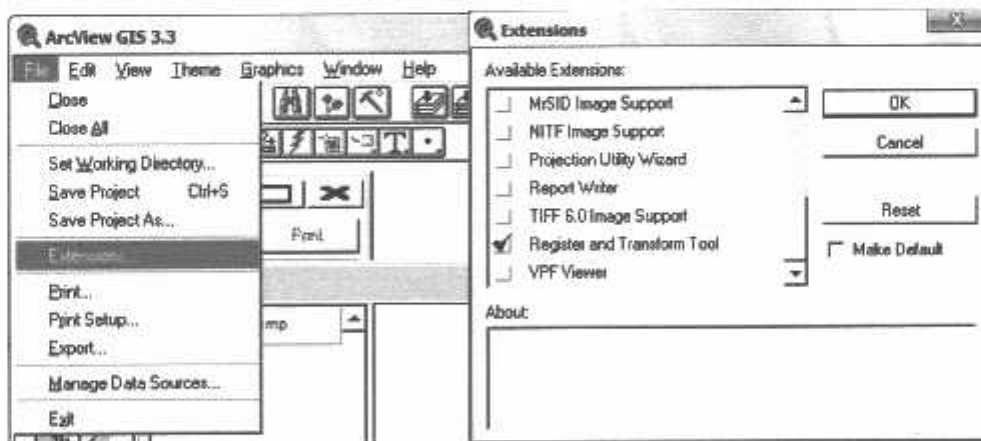 ArcView GIS 3.3
File Edit View Theme Graphics Window Help
Close
Close All
Set Working Directory...
Save Project Ctrl+S
Save Project As...
Extensions...
Print...
Print Setup...
Export...
Manage Data Sources...
Exit
Print
mp
Extensions
Available Extensions:
MrSID Image Support
NITF Image Support
Projection Utility Wizard
Report Writer
TIFF 6.0 Image Support
Register and Transform Tool
VPF Viewer
OK
Cancel
Reset
Make Default
About: